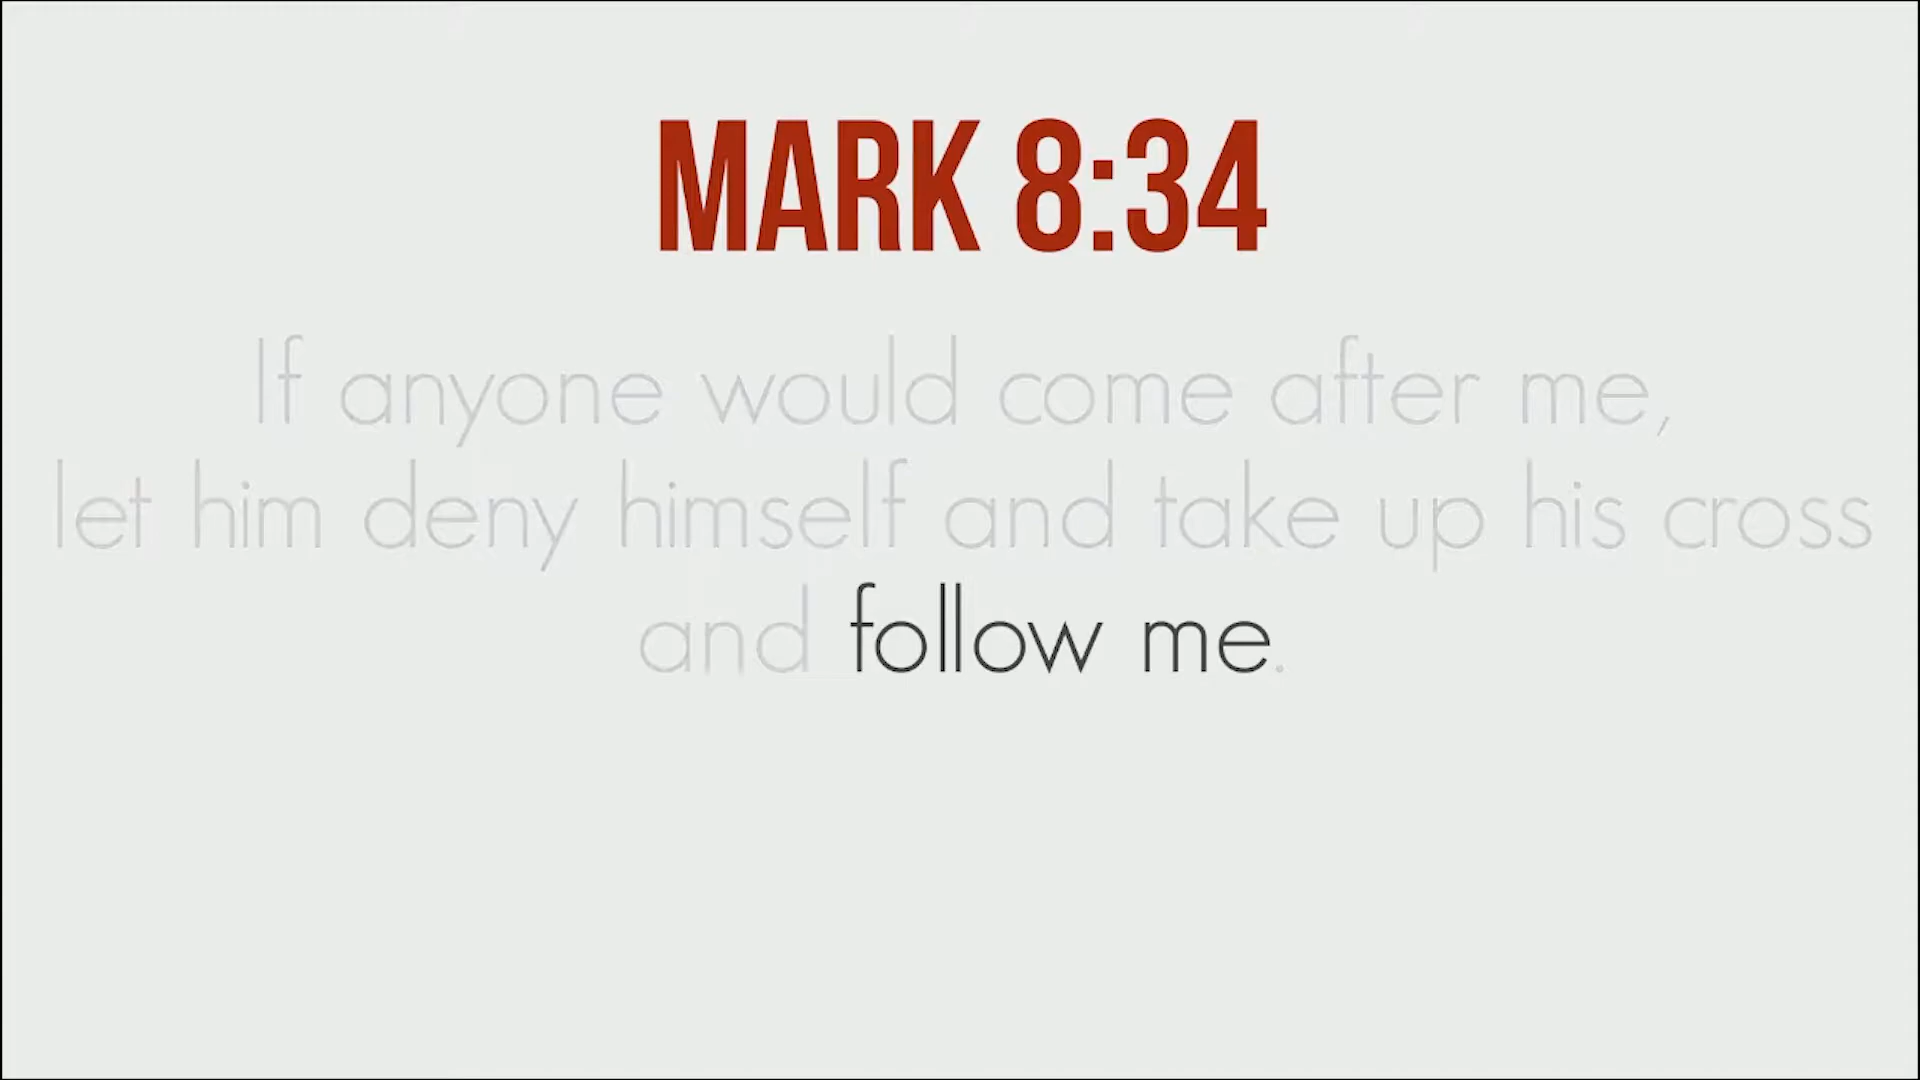 MARK 8:34
If anyone would come after me,
let him deny himself and take up his cross
and follow me.